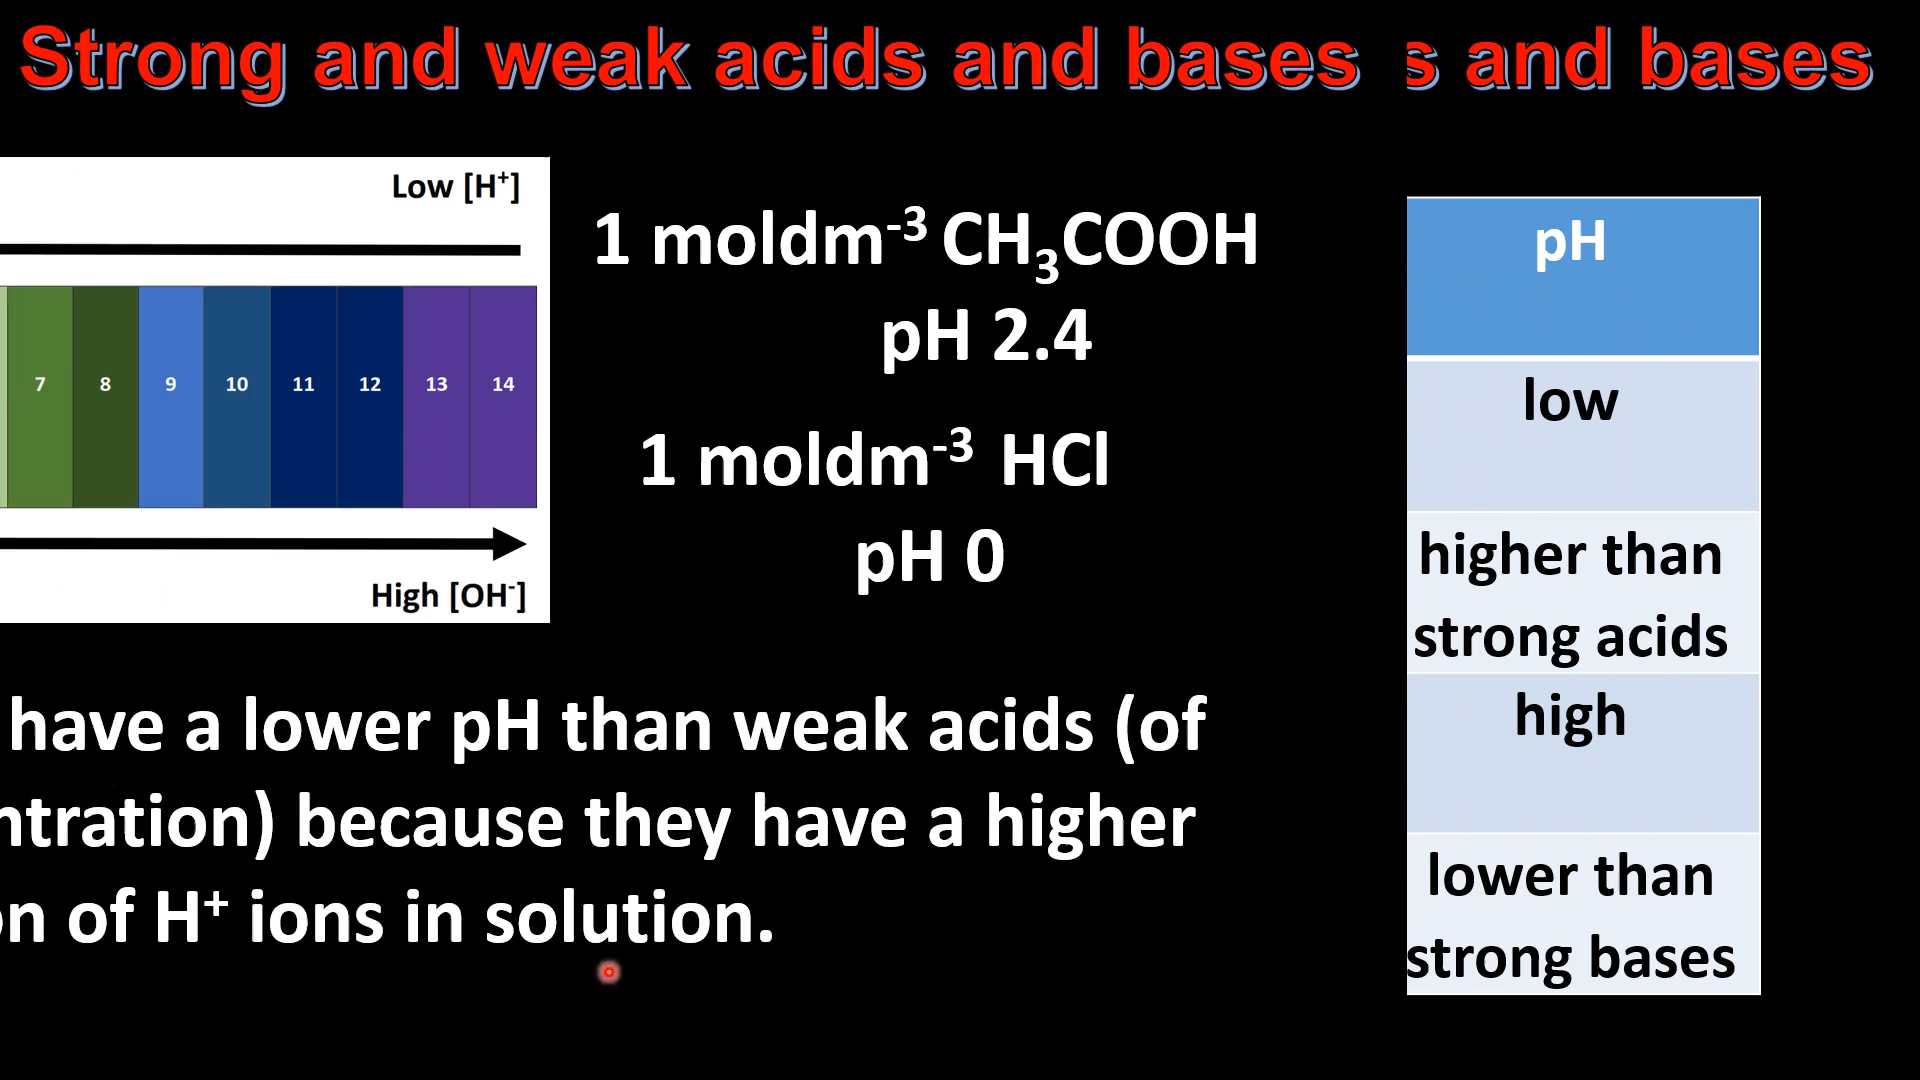 Strong and weak acids and bases s and bases
Low [H⁺]
7 8 9 10 11 12 13 14
High [OH⁻]
1 moldm⁻³ CH₃COOH
pH 2.4
1 moldm⁻³ HCl
pH 0
have a lower pH than weak acids (of
ntration) because they have a higher
on of H⁺ ions in solution.
pH
low
higher than
strong acids
high
lower than
strong bases